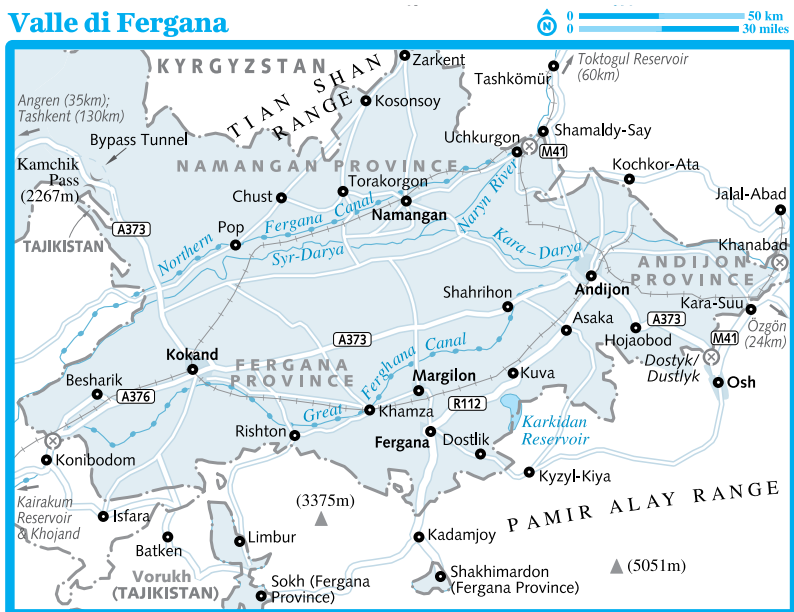 Valle di Fergana
N
0 50 km
0 30 miles
KYRGYZSTAN
Zarkent
Toktogul Reservoir
(60km)
Tashkömür
TIAN SHAN
RANGE
Kosonsoy
Angren (35km);
Tashkent (130km)
Bypass Tunnel
Uchkurgon
Shamaldy-Say
M41
Kamchik
Pass
(2267m)
NAMANGAN PROVINCE
Kochkor-Ata
Torakorgon
Chust
Namangan
Naryn River
Jalal-Abad
A373
Pop
Northern Fergana Canal
TAJIKISTAN
Syr-Darya
Kara-Darya
Khanabad
ANDIJON
PROVINCE
Andijon
Shahrihon
Kara-Suu
Asaka
A373
Özgön
(24km)
Hojaobod
M41
A373
Kokand
FERGANA
PROVINCE
Great Ferghana Canal
Dostyk/
Dustlyk
Besharik
Margilon
Kuva
Osh
A376
Khamza
R112
Rishton
Fergana
Dostlik
Karkidan
Reservoir
Konibodom
Kyzyl-Kiya
Kairakum
Reservoir
& Khojand
Isfara
(3375m)
PAMIR ALAY RANGE
Batken
Limbur
Kadamjoy
Vorukh
(TAJIKISTAN)
Sokh (Fergana
Province)
Shakhimardon
(Fergana Province)
(5051m)